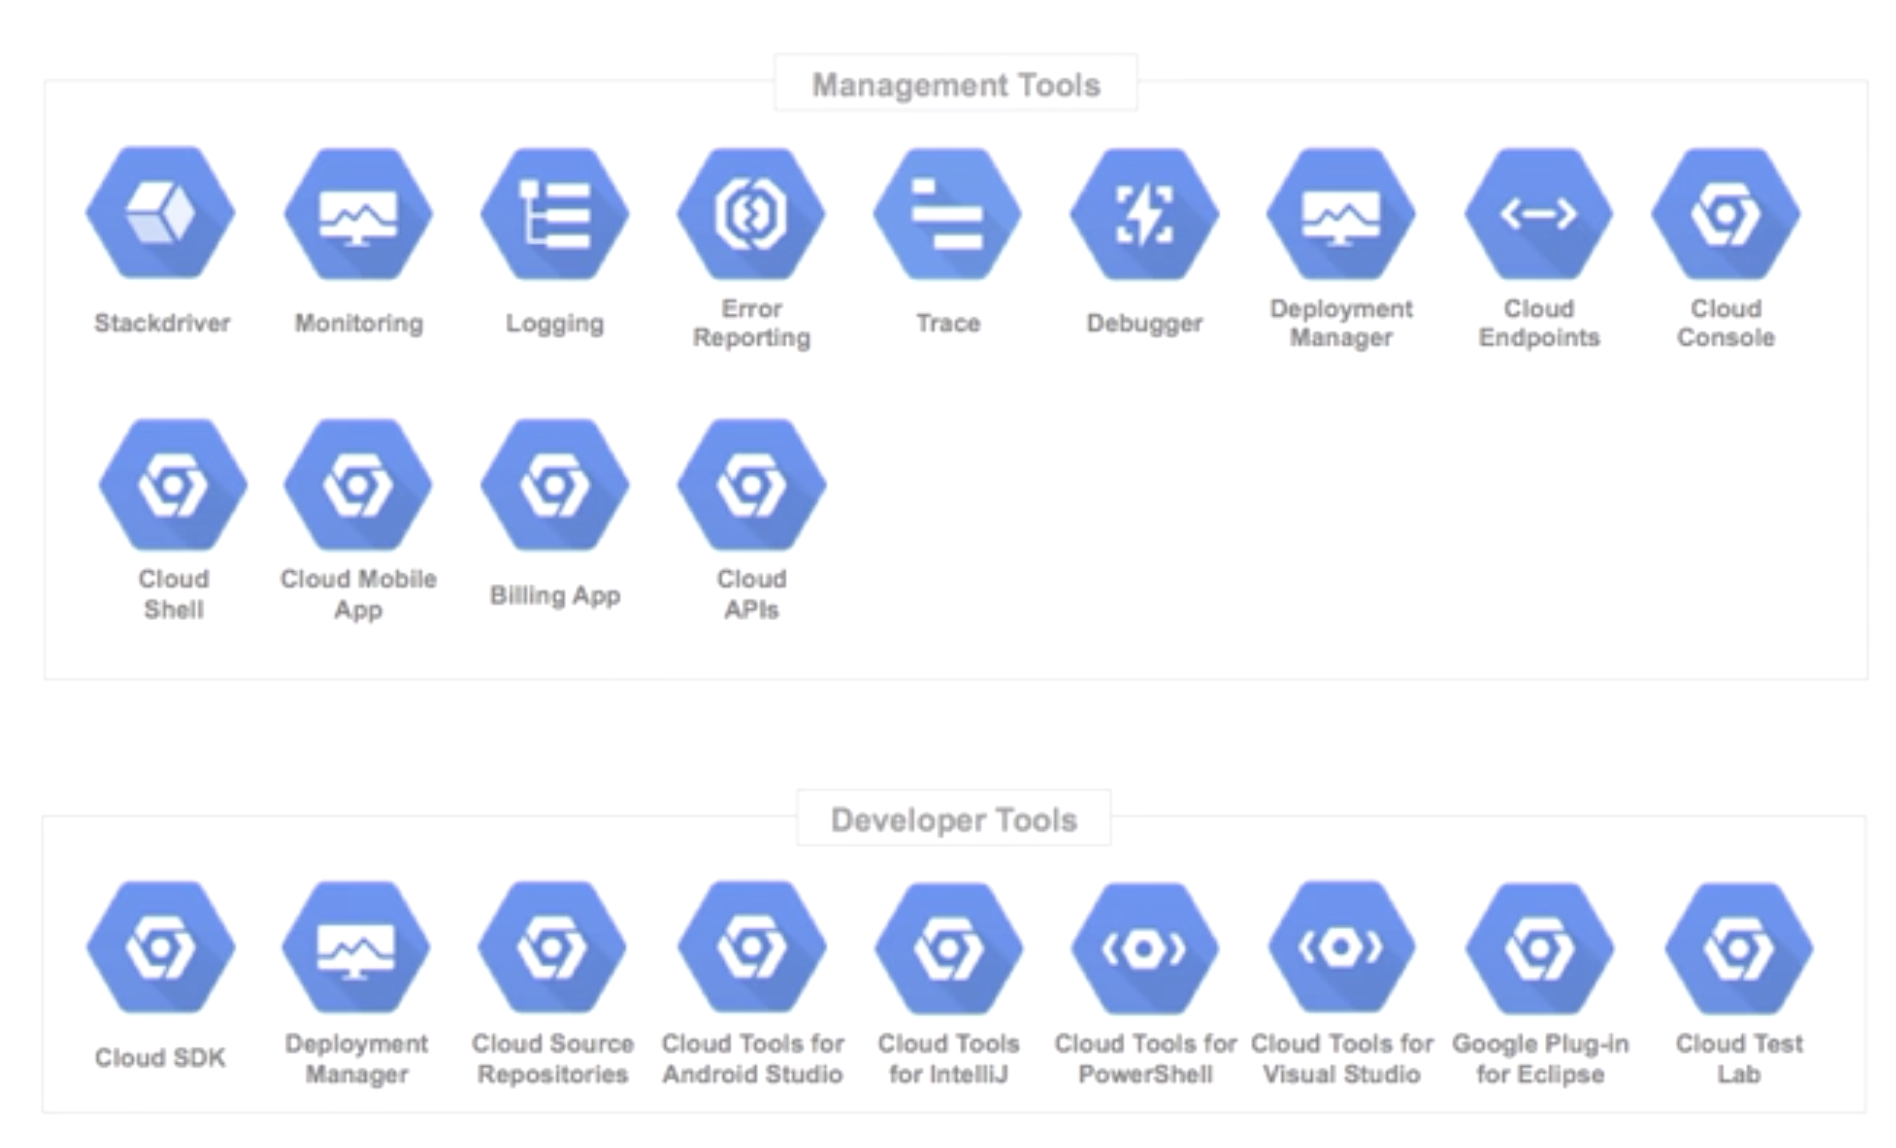 Management Tools
Stackdriver
Monitoring
Logging
Error
Reporting
Trace
Debugger
Deployment
Manager
Cloud
Endpoints
Cloud
Console
Cloud
Shell
Cloud Mobile
App
Billing App
Cloud
APIs
Developer Tools
Cloud SDK
Deployment
Manager
Cloud Source
Repositories
Cloud Tools for
Android Studio
Cloud Tools
for IntelliJ
Cloud Tools for
PowerShell
Cloud Tools for
Visual Studio
Google Plug-in
for Eclipse
Cloud Test
Lab